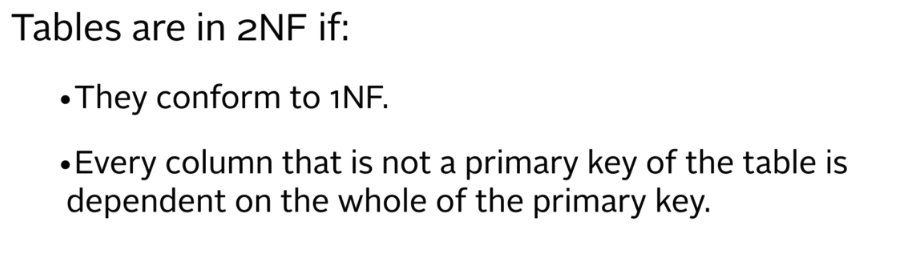 Tables are in 2NF if:
•They conform to 1NF.
•Every column that is not a primary key of the table is
dependent on the whole of the primary key.